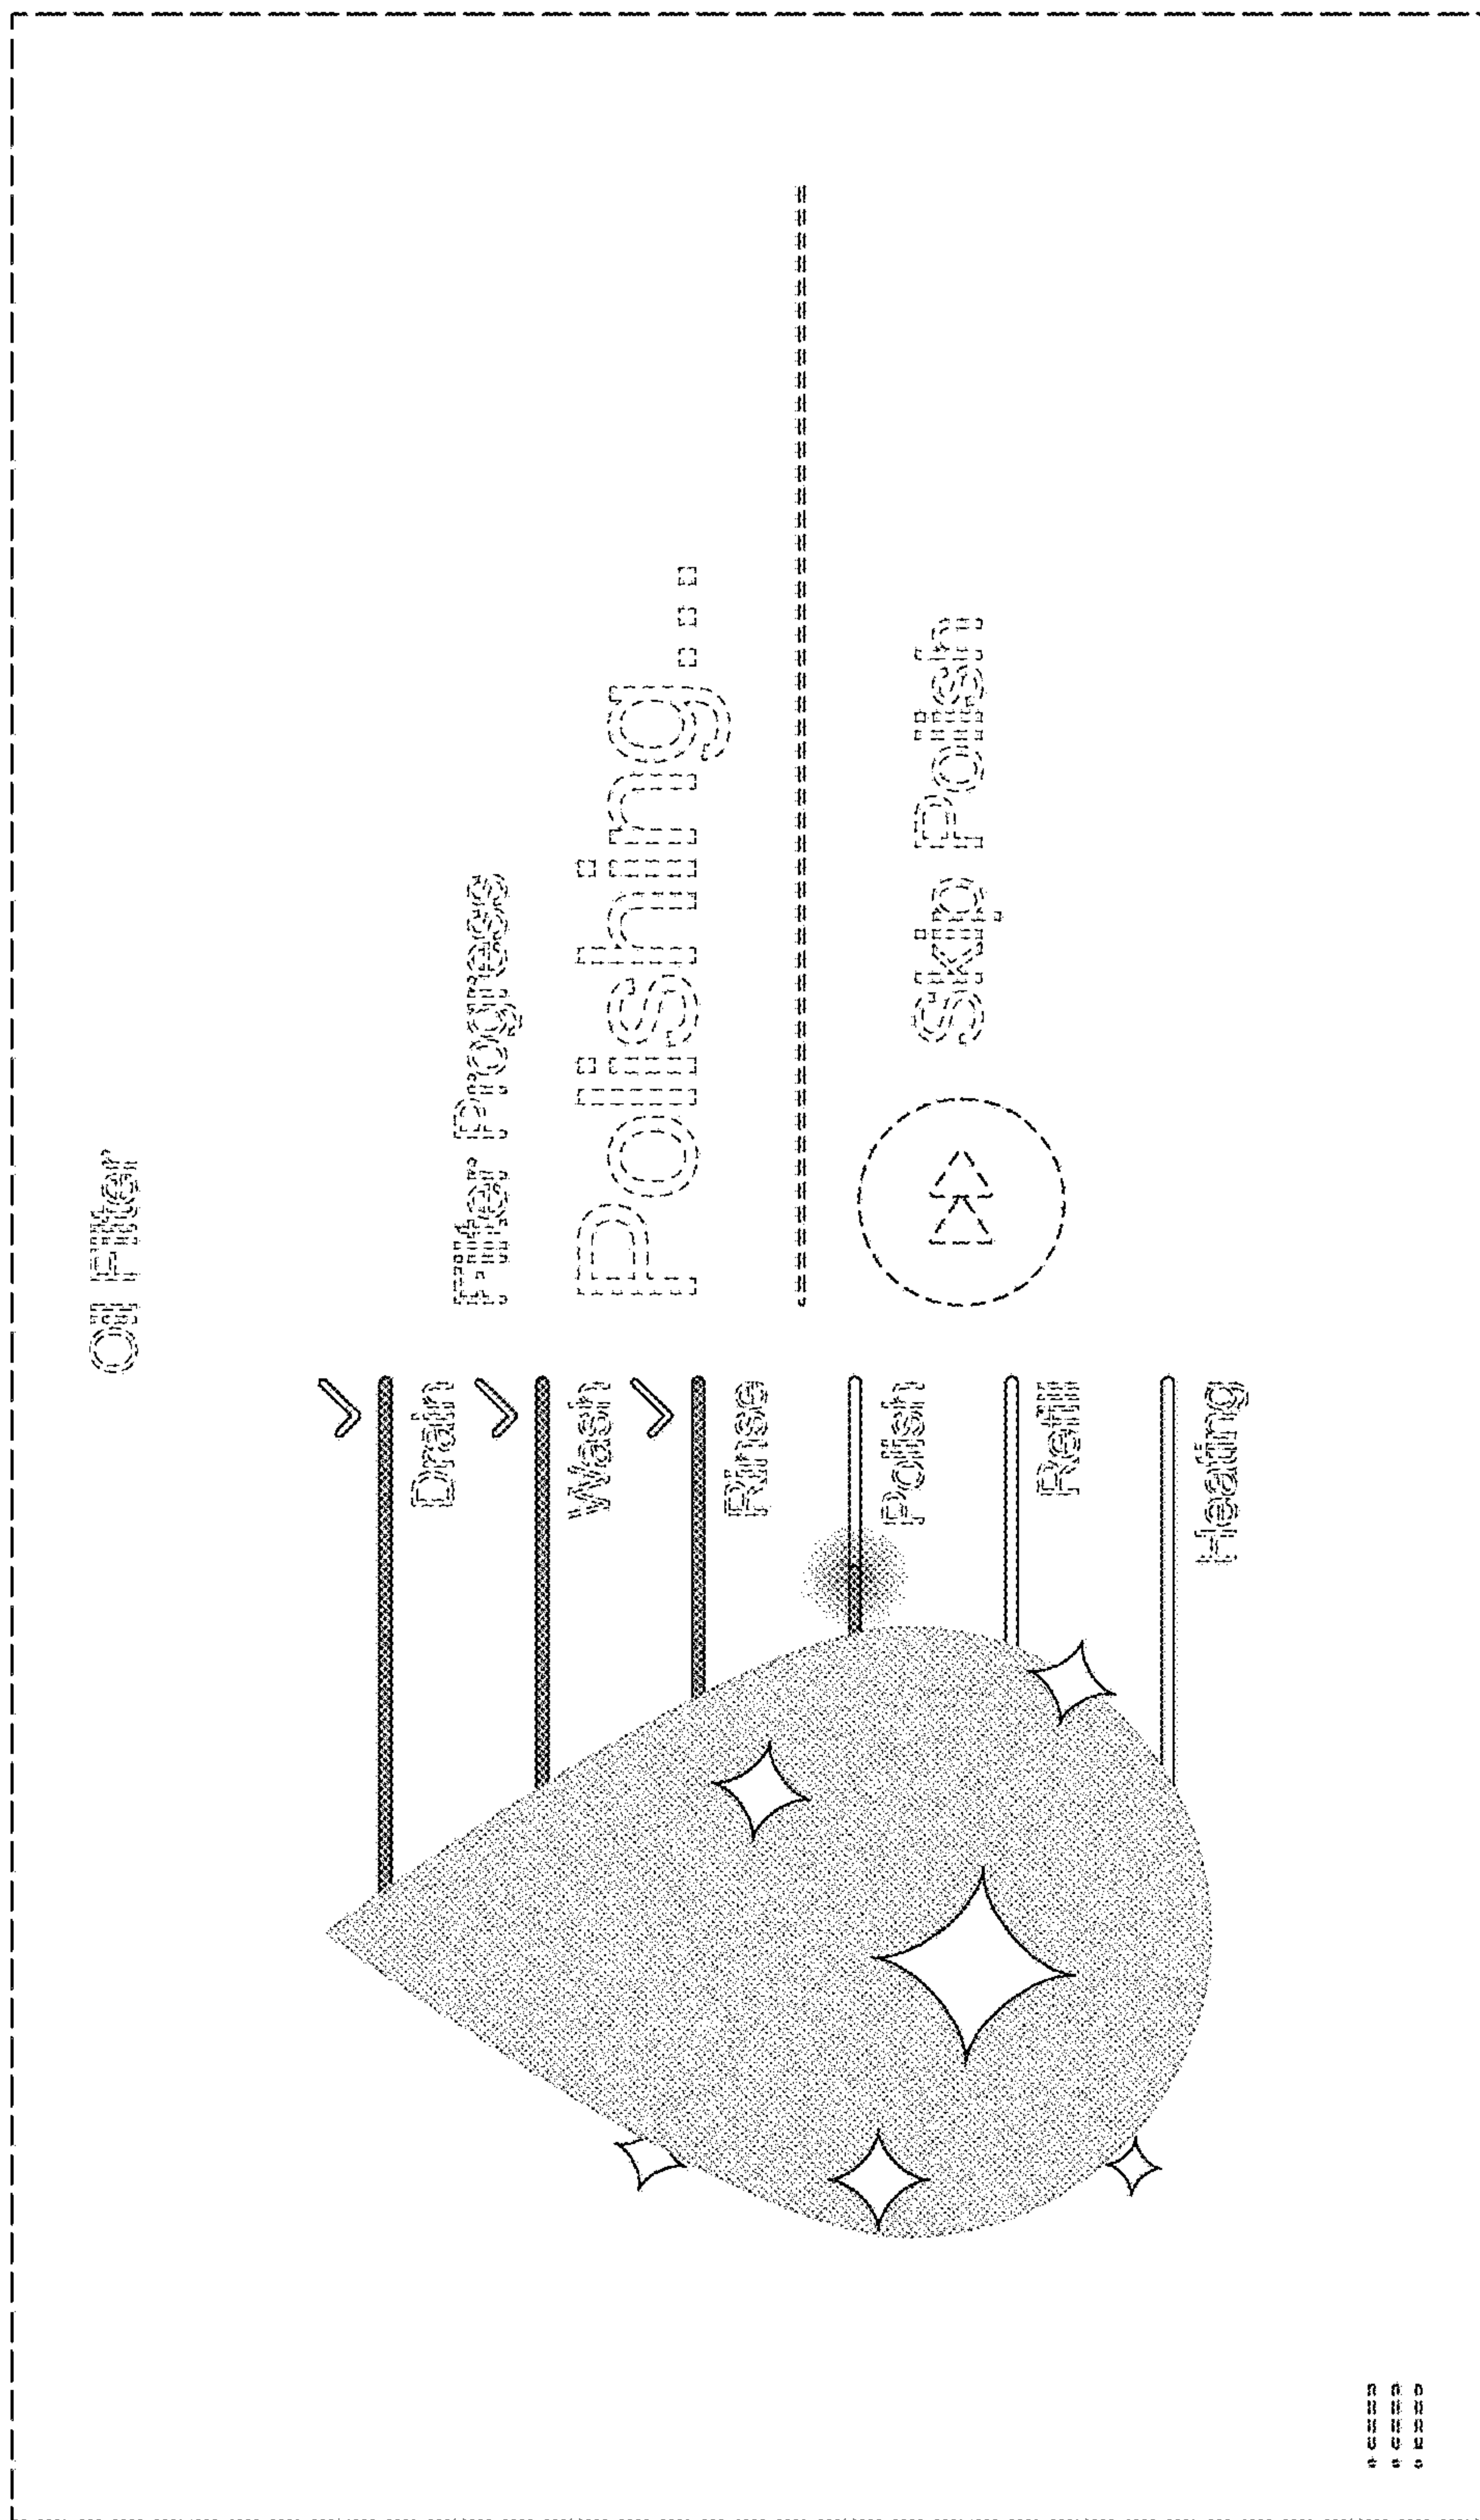 Oil Filter
Drain
Wash
Rinse
Polish
Refill
Heating
Filter Progress
Polishing...
Skip Polish